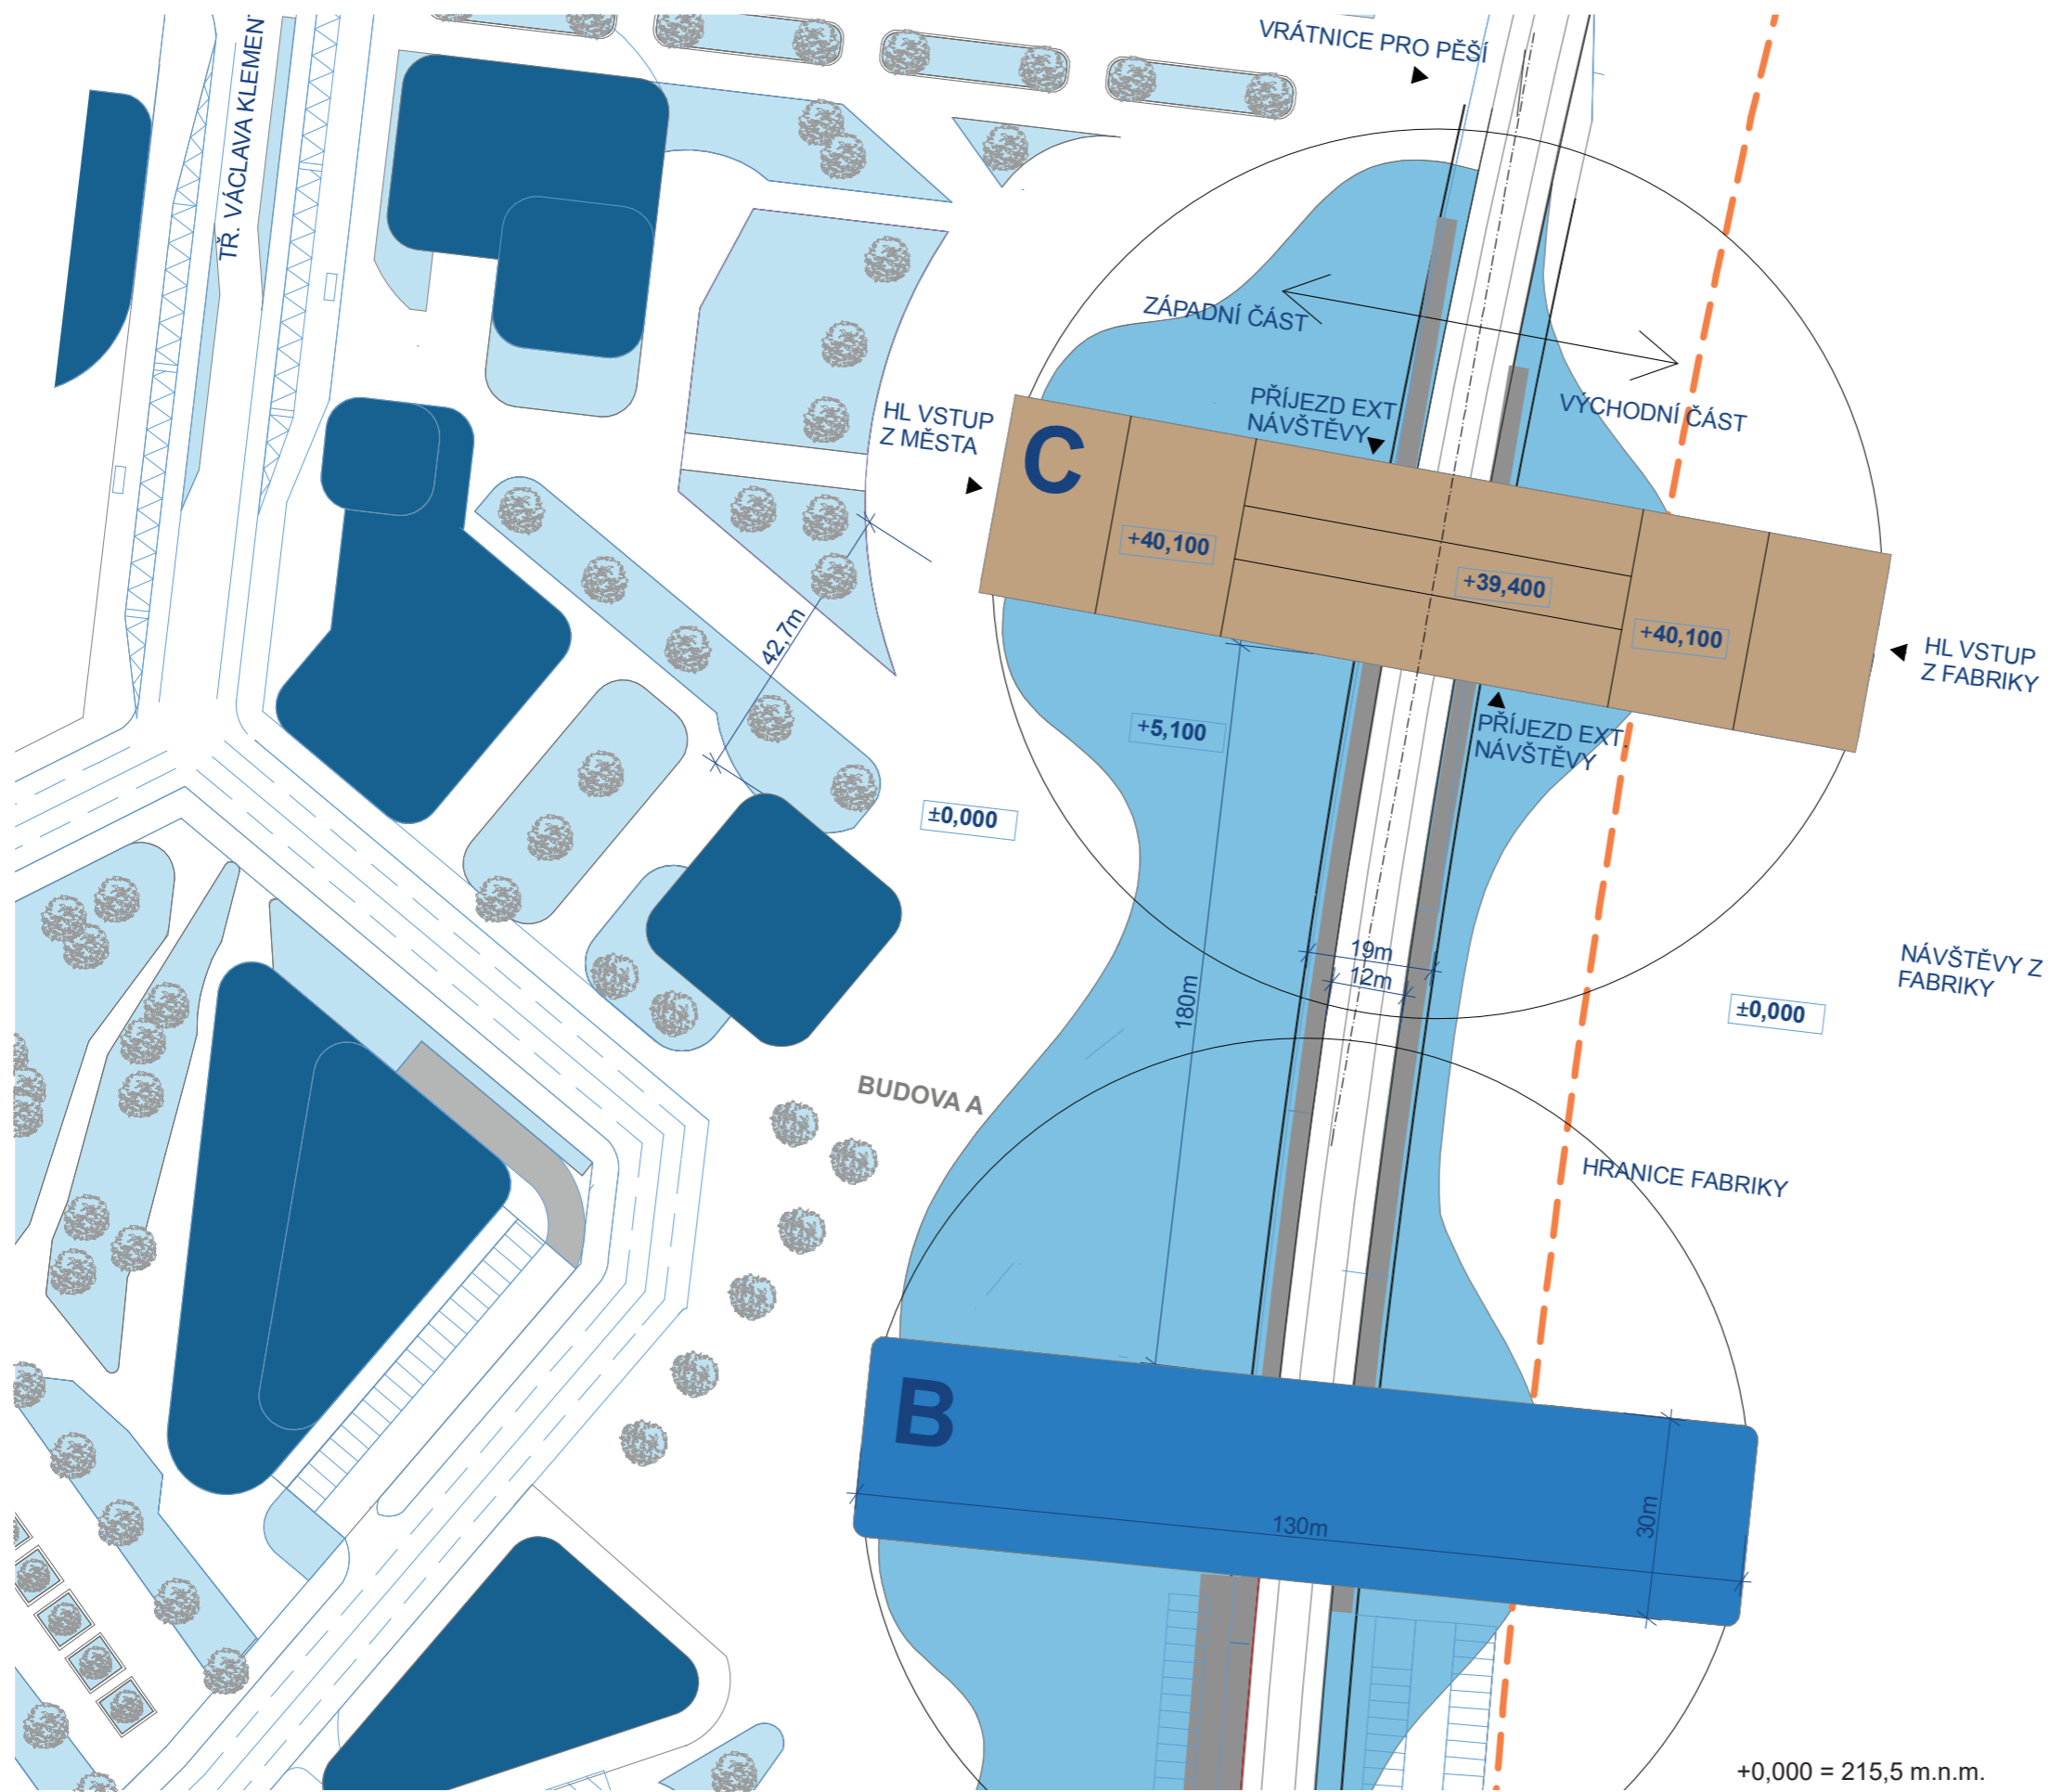 VRÁTNICE PRO PĚŠÍ
TŘ. VÁCLAVA KLEMEN
ZÁPADNÍ ČÁST
VÝCHODNÍ ČÁST
HL VSTUP
Z MĚSTA
PŘÍJEZD EXT
NÁVŠTĚVY
C
+40,100
+39,400
+40,100
HL VSTUP
Z FABRIKY
42,7m
+5,100
PŘÍJEZD EXT.
NÁVŠTĚVY
±0,000
19m
12m
180m
NÁVŠTĚVY Z
FABRIKY
±0,000
BUDOVA A
HRANICE FABRIKY
B
130m
30m
+0,000 = 215,5 m.n.m.